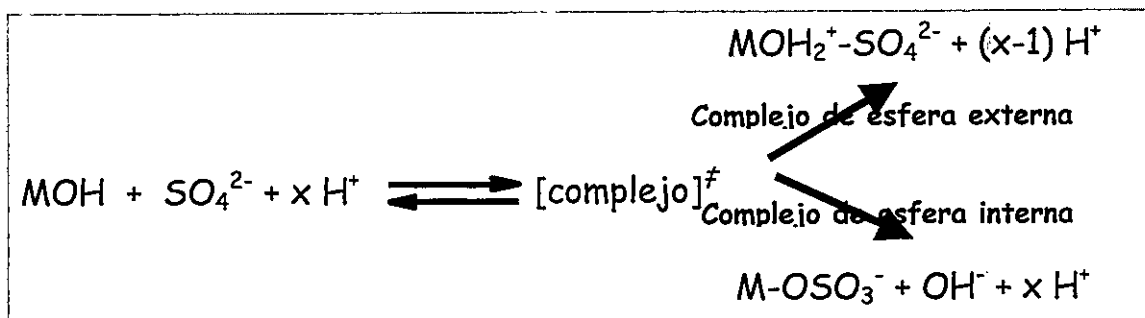 MOH₂⁺-SO₄²⁻ + (x-1) H⁺
Complejo de esfera externa
MOH + SO₄²⁻ + x H⁺ ⇌ [complejo]≠
Complejo de esfera interna
M-OSO₃⁻ + OH⁻ + x H⁺